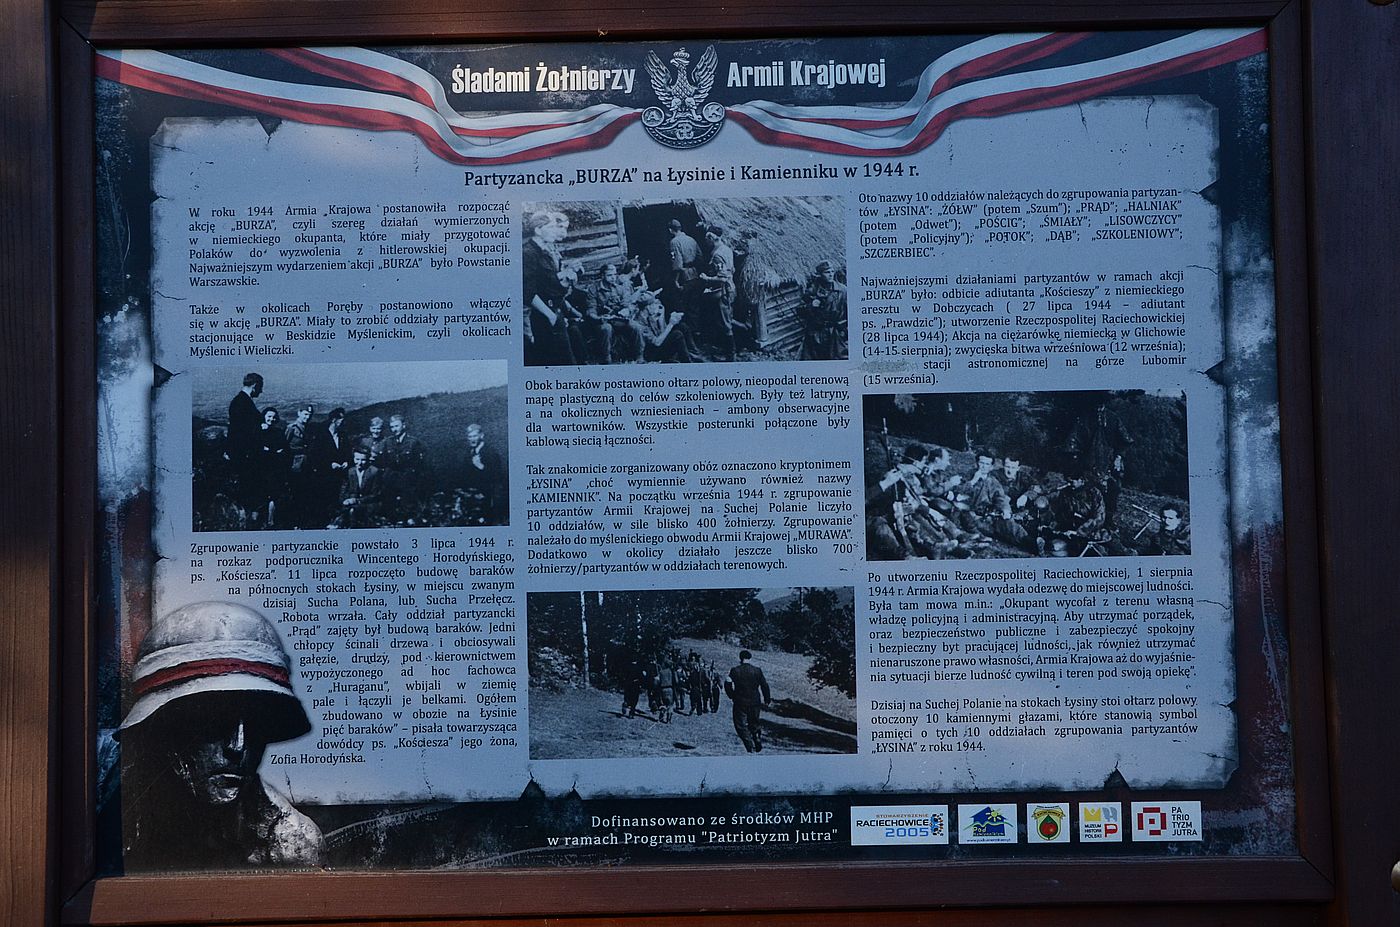 Śladami Żołnierzy Armii Krajowej
A K
Partyzancka „BURZA” na Łysinie i Kamienniku w 1944 r.
W roku 1944 Armia Krajowa postanowiła rozpocząć
akcję „BURZA”, czyli szereg działań wymierzonych
w niemieckiego okupanta, które miały przygotować
Polaków do wyzwolenia z hitlerowskiej okupacji.
Najważniejszym wydarzeniem akcji „BURZA” było Powstanie
Warszawskie.
Także w okolicach Poręby postanowiono włączyć
się w akcję „BURZA”. Miały to zrobić oddziały partyzantów,
stacjonujące w Beskidzie Myślenickim, czyli okolicach
Myślenic i Wieliczki.
Zgrupowanie partyzanckie powstało 3 lipca 1944 r.
na rozkaz podporucznika Wincentego Horodyńskiego,
ps. „Kościesza”. 11 lipca rozpoczęto budowę baraków
na północnych stokach Łysiny, w miejscu zwanym
dzisiaj Sucha Polana, lub Sucha Przełęcz.
„Robota wrzała. Cały oddział partyzancki
„Prąd” zajęty był budową baraków. Jedni
chłopcy ścinali drzewa i obciosywali
gałęzie, drudzy, pod kierownictwem
wypożyczonego ad hoc fachowca
z „Huraganu”, wbijali w ziemię
pale i łączyli je belkami. Ogółem
zbudowano w obozie na Łysinie
pięć baraków” – pisała towarzysząca
dowódcy ps. „Kościesza” jego żona,
Zofia Horodyńska.
Obok baraków postawiono ołtarz polowy, nieopodal terenową
mapę plastyczną do celów szkoleniowych. Były też latryny,
a na okolicznych wzniesieniach – ambony obserwacyjne
dla wartowników. Wszystkie posterunki połączone były
kablową siecią łączności.
Tak znakomicie zorganizowany obóz oznaczono kryptonimem
„ŁYSINA” ,choć wymiennie używano również nazwy
„KAMIENNIK”. Na początku września 1944 r. zgrupowanie
partyzantów Armii Krajowej na Suchej Polanie liczyło
10 oddziałów, w sile blisko 400 żołnierzy. Zgrupowanie
należało do myślenickiego obwodu Armii Krajowej „MURAWA”.
Dodatkowo w okolicy działało jeszcze blisko 700
żołnierzy/partyzantów w oddziałach terenowych.
Oto nazwy 10 oddziałów należących do zgrupowania partyzan-
tów „ŁYSINA”: „ŻÓŁW” (potem „Szum”); „PRĄD”; „HALNIAK”
(potem „Odwet”); „POŚCIG”; „ŚMIAŁY”; „LISOWCZYCY”
(potem „Policyjny”); „POTOK”; „DĄB”; „SZKOLENIOWY”;
„SZCZERBIEC”.
Najważniejszymi działaniami partyzantów w ramach akcji
„BURZA” było: odbicie adiutanta „Kościeszy” z niemieckiego
aresztu w Dobczycach ( 27 lipca 1944 – adiutant
ps. „Prawdzic”); utworzenie Rzeczpospolitej Raciechowickiej
(28 lipca 1944); Akcja na ciężarówkę niemiecką w Glichowie
(14-15 sierpnia); zwycięska bitwa wrześniowa (12 września);
stacji astronomicznej na górze Lubomir
(15 września).
Po utworzeniu Rzeczpospolitej Raciechowickiej, 1 sierpnia
1944 r. Armia Krajowa wydała odezwę do miejscowej ludności.
Była tam mowa m.in.: „Okupant wycofał z terenu własną
władzę policyjną i administracyjną. Aby utrzymać porządek,
oraz bezpieczeństwo publiczne i zabezpieczyć spokojny
i bezpieczny byt pracującej ludności, jak również utrzymać
nienaruszone prawo własności, Armia Krajowa aż do wyjaśnie-
nia sytuacji bierze ludność cywilną i teren pod swoją opiekę”.
Dzisiaj na Suchej Polanie na stokach Łysiny stoi ołtarz polowy
otoczony 10 kamiennymi głazami, które stanowią symbol
pamięci o tych 10 oddziałach zgrupowania partyzantów
„ŁYSINA” z roku 1944.
Dofinansowano ze środków MHP
w ramach Programu "Patriotyzm Jutra"
STOWARZYSZENIE
RACIECHOWICE
2005
MUZEUM
HISTORII
POLSKI
PA
TRIO
TYZM
JUTRA